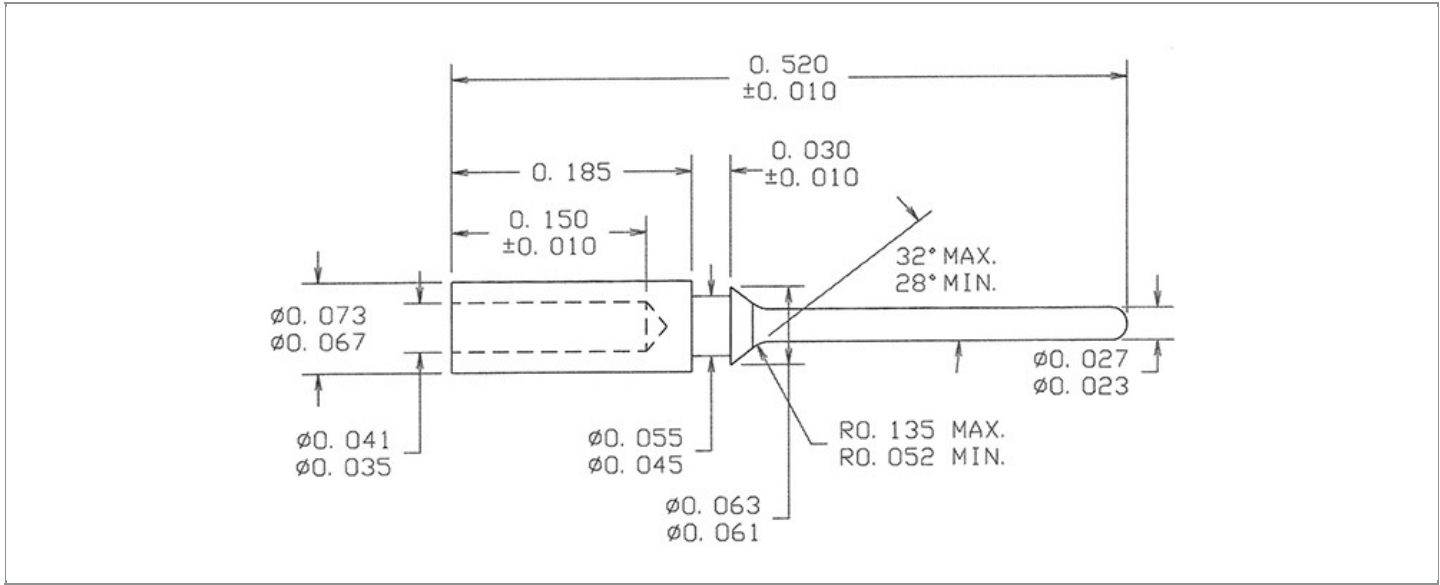 0. 520
±0. 010
0. 030
±0. 010
0. 185
0. 150
±0. 010
32° MAX.
28° MIN.
ø0. 073
ø0. 067
ø0. 027
ø0. 023
ø0. 041
ø0. 035
ø0. 055
ø0. 045
R0. 135 MAX.
R0. 052 MIN.
ø0. 063
ø0. 061